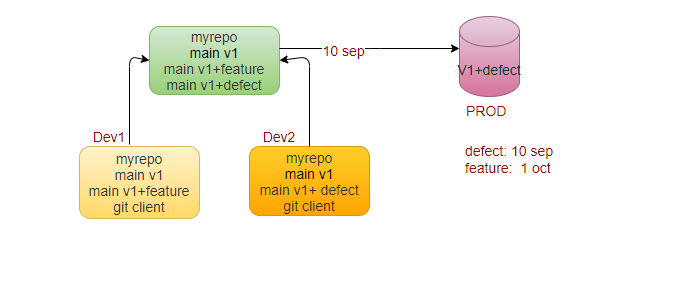 myrepo
main v1
main v1+feature
main v1+defect
10 sep
V1+defect
PROD
Dev1
Dev2
defect: 10 sep
feature:  1 oct
myrepo
main v1
main v1+feature
git client
myrepo
main v1
main v1+ defect
git client